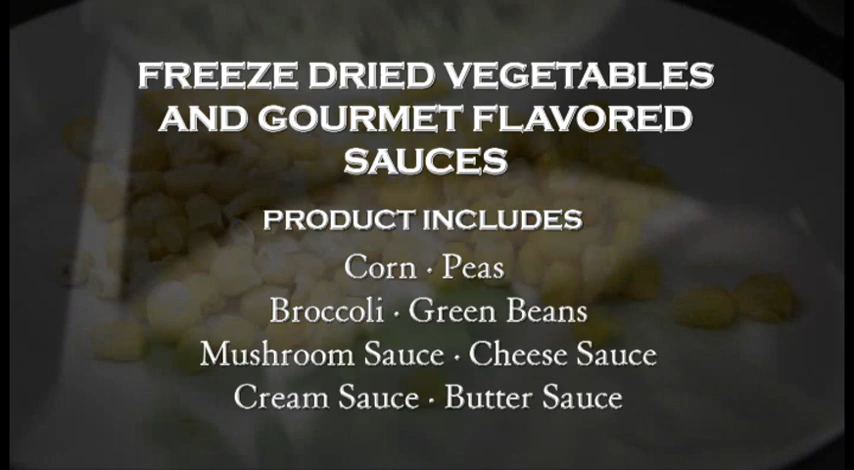 FREEZE DRIED VEGETABLES
AND GOURMET FLAVORED
SAUCES
PRODUCT INCLUDES
Corn · Peas
Broccoli · Green Beans
Mushroom Sauce · Cheese Sauce
Cream Sauce · Butter Sauce